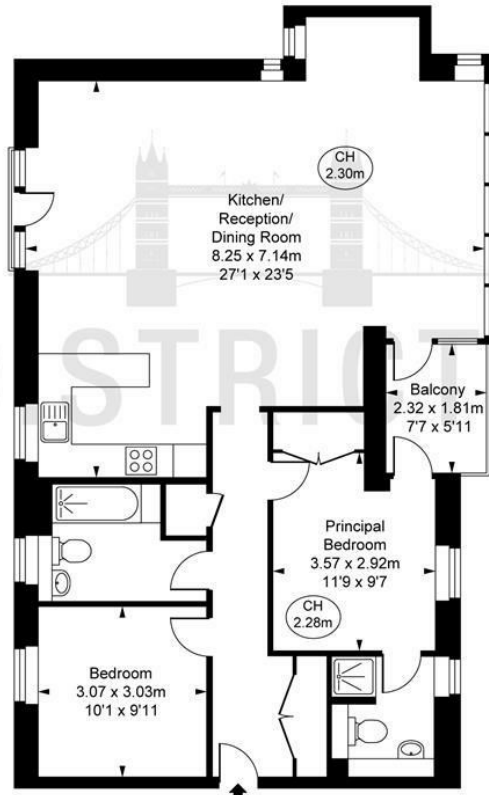 CH
2.30m
Kitchen/
Reception/
Dining Room
8.25 x 7.14m
27'1 x 23'5
STRICT
Balcony
2.32 x 1.81m
7'7 x 5'11
Principal
Bedroom
3.57 x 2.92m
11'9 x 9'7
CH
2.28m
Bedroom
3.07 x 3.03m
10'1 x 9'11